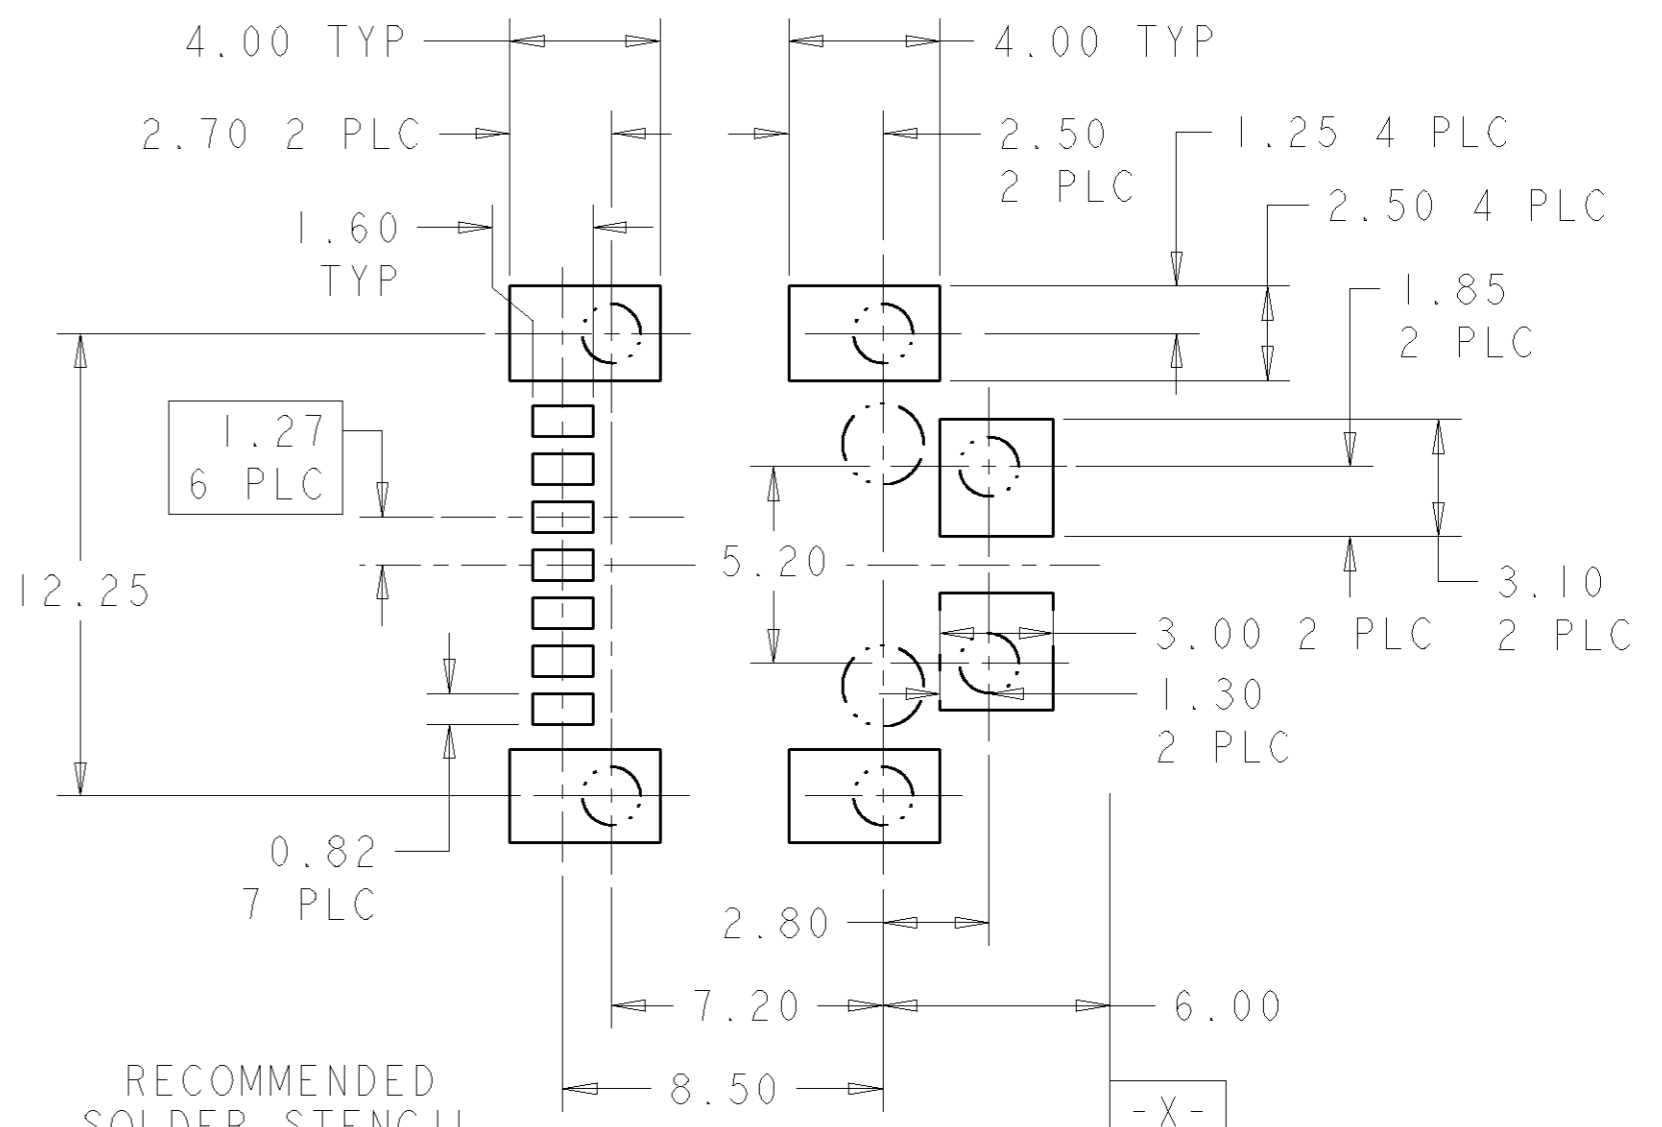 4.00 TYP
4.00 TYP
2.70 2 PLC
2.50
2 PLC
1.25 4 PLC
2.50 4 PLC
1.60
TYP
1.85
2 PLC
1.27
6 PLC
5.20
12.25
3.10
2 PLC
3.00 2 PLC
1.30
2 PLC
0.82
7 PLC
2.80
7.20
6.00
8.50
RECOMMENDED
SOLDER STENCIL
-X-